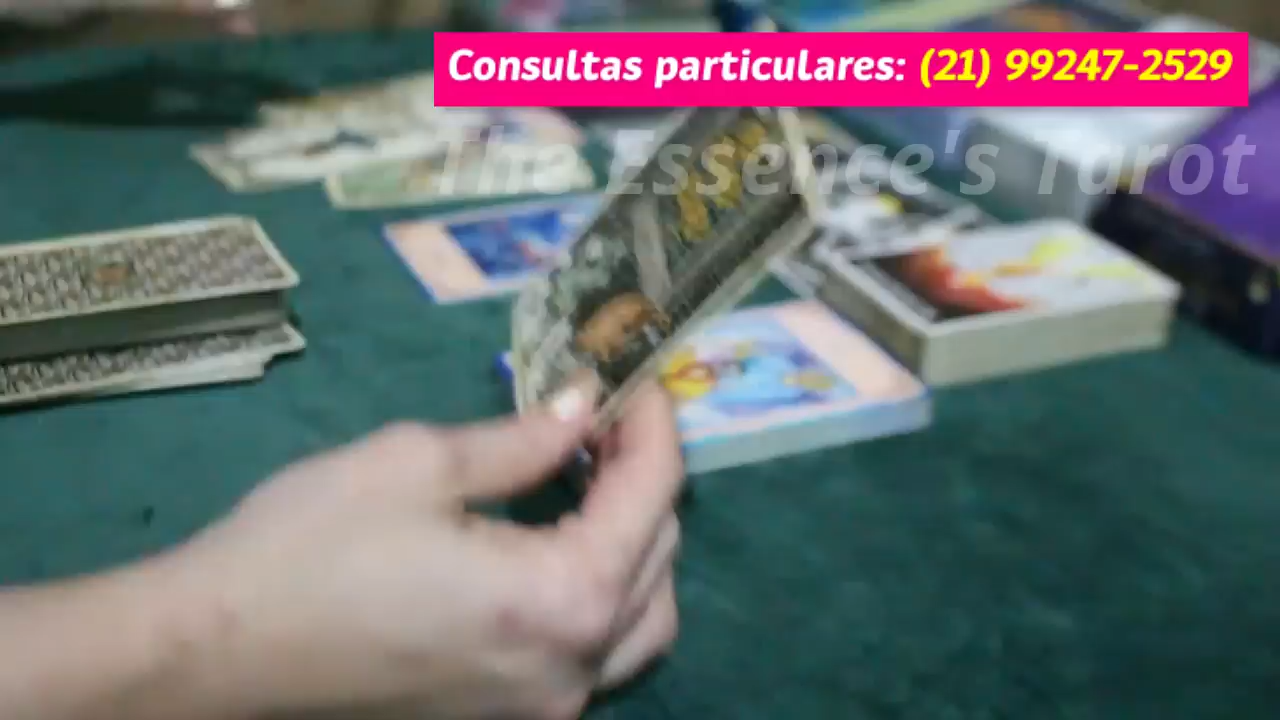 Consultas particulares: (21) 99247-2529
The Essence's Tarot